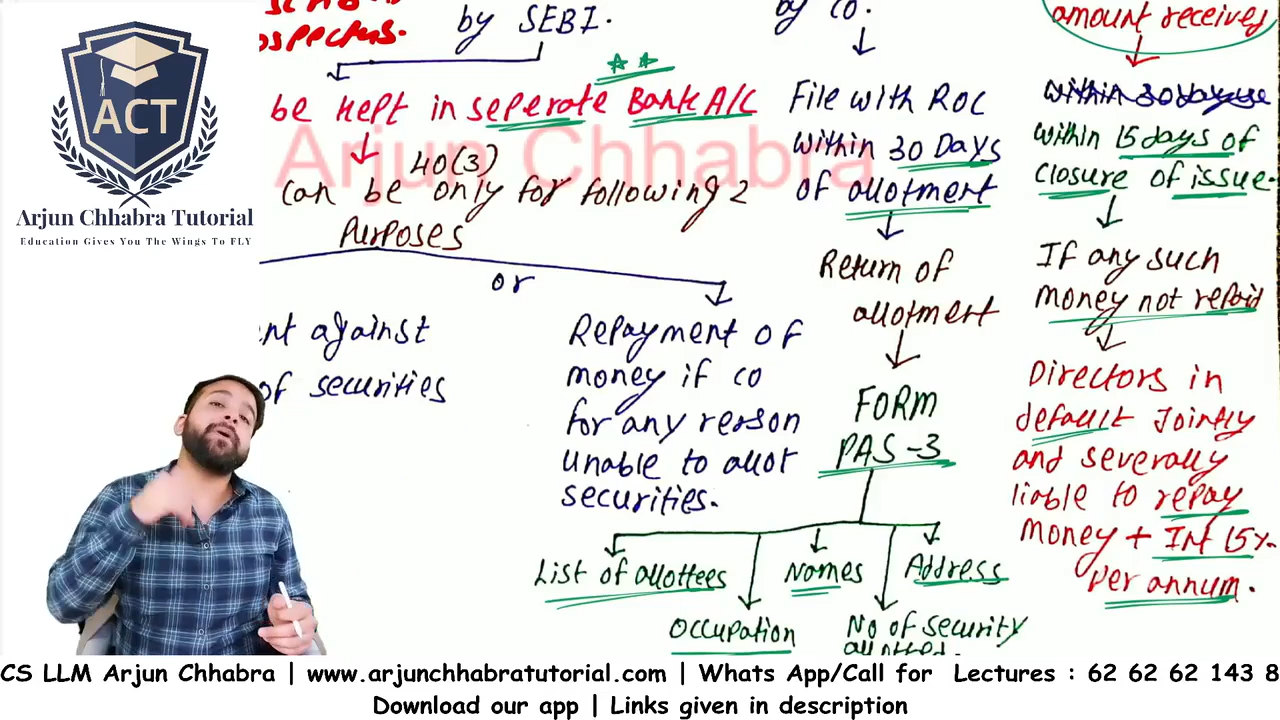 by SEBI.
be kept in seperate Bank A/C
40(3)
can be only for following 2
Purposes
or
against
of securities
Repayment of
money if co
for any reason
unable to allot
securities.
by co.
File with ROC
within 30 Days
of allotment
Return of
allotment
FORM
PAS-3
List of allottees
Names
Address
Occupation
No of security
amount receives
within 15 days of
closure of issue.
If any such
money not repaid
Directors in
default Jointly
and severally
liable to repay
money + Int 15%
per annum.
Arjun Chhabra
ACT
Arjun Chhabra Tutorial
Education Gives You The Wings To FLY
CS LLM Arjun Chhabra | www.arjunchhabratutorial.com | Whats App/Call for Lectures : 62 62 62 143 8
Download our app | Links given in description